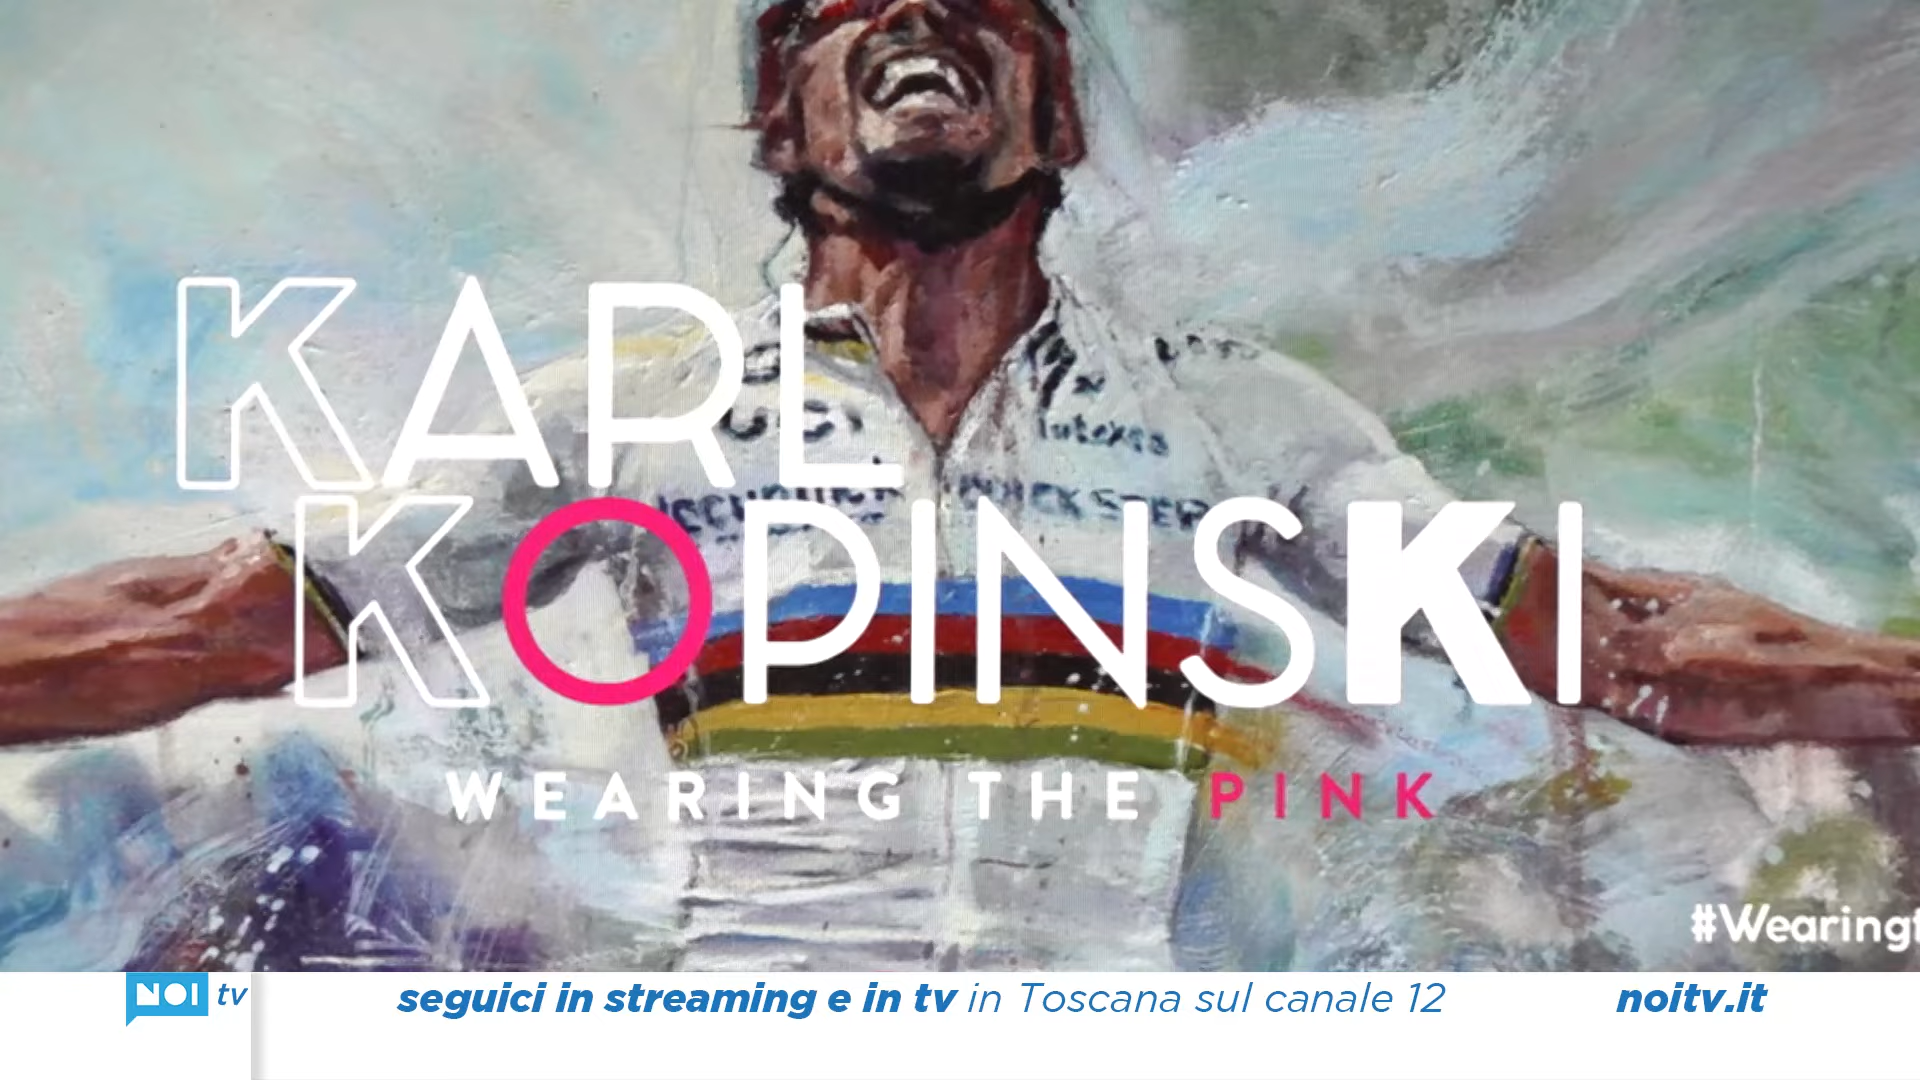 KARL
KOPINSKI
WEARING THE PINK
#Wearingt
NOI tv
seguici in streaming e in tv in Toscana sul canale 12
noitv.it